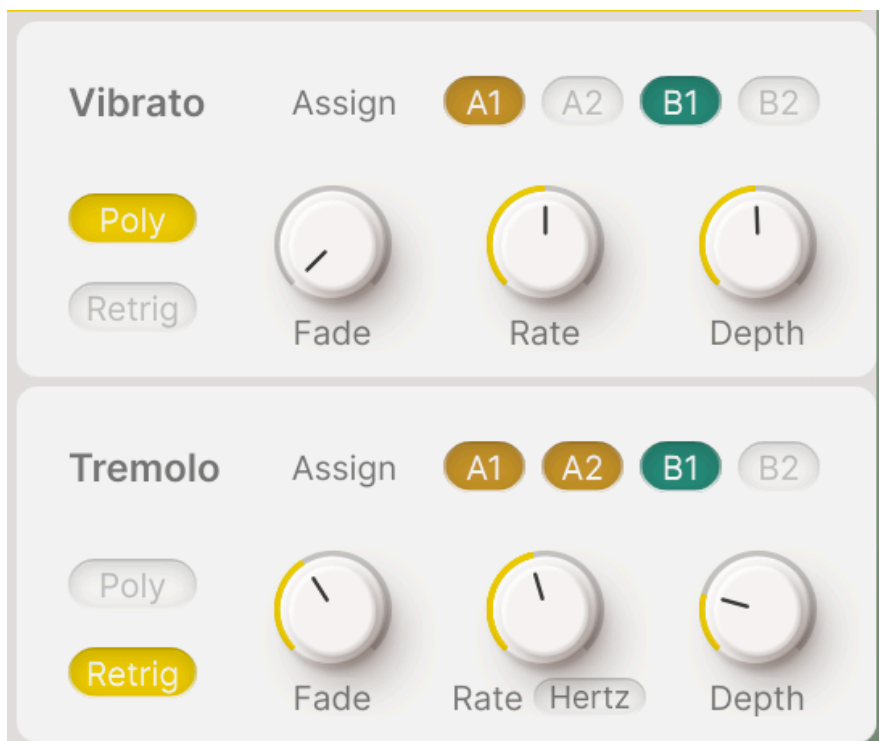 Vibrato Assign A1 A2 B1 B2
Poly
Retrig
Fade Rate Depth
Tremolo Assign A1 A2 B1 B2
Poly
Retrig
Fade Rate Hertz Depth